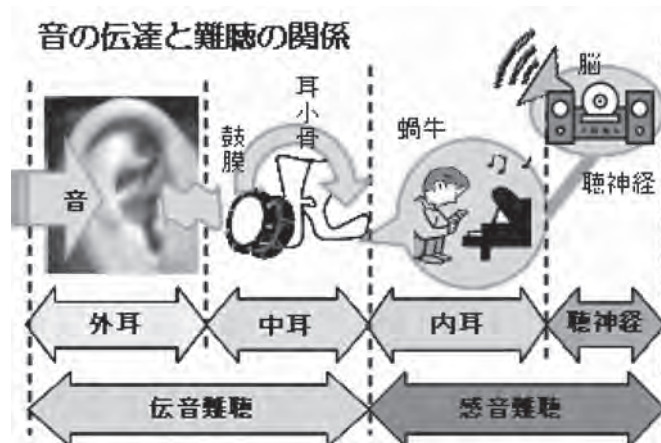 音の伝達と難聴の関係
音
鼓膜
耳小骨
蝸牛
脳
聴神経
外耳
中耳
内耳
聴神経
伝音難聴
感音難聴